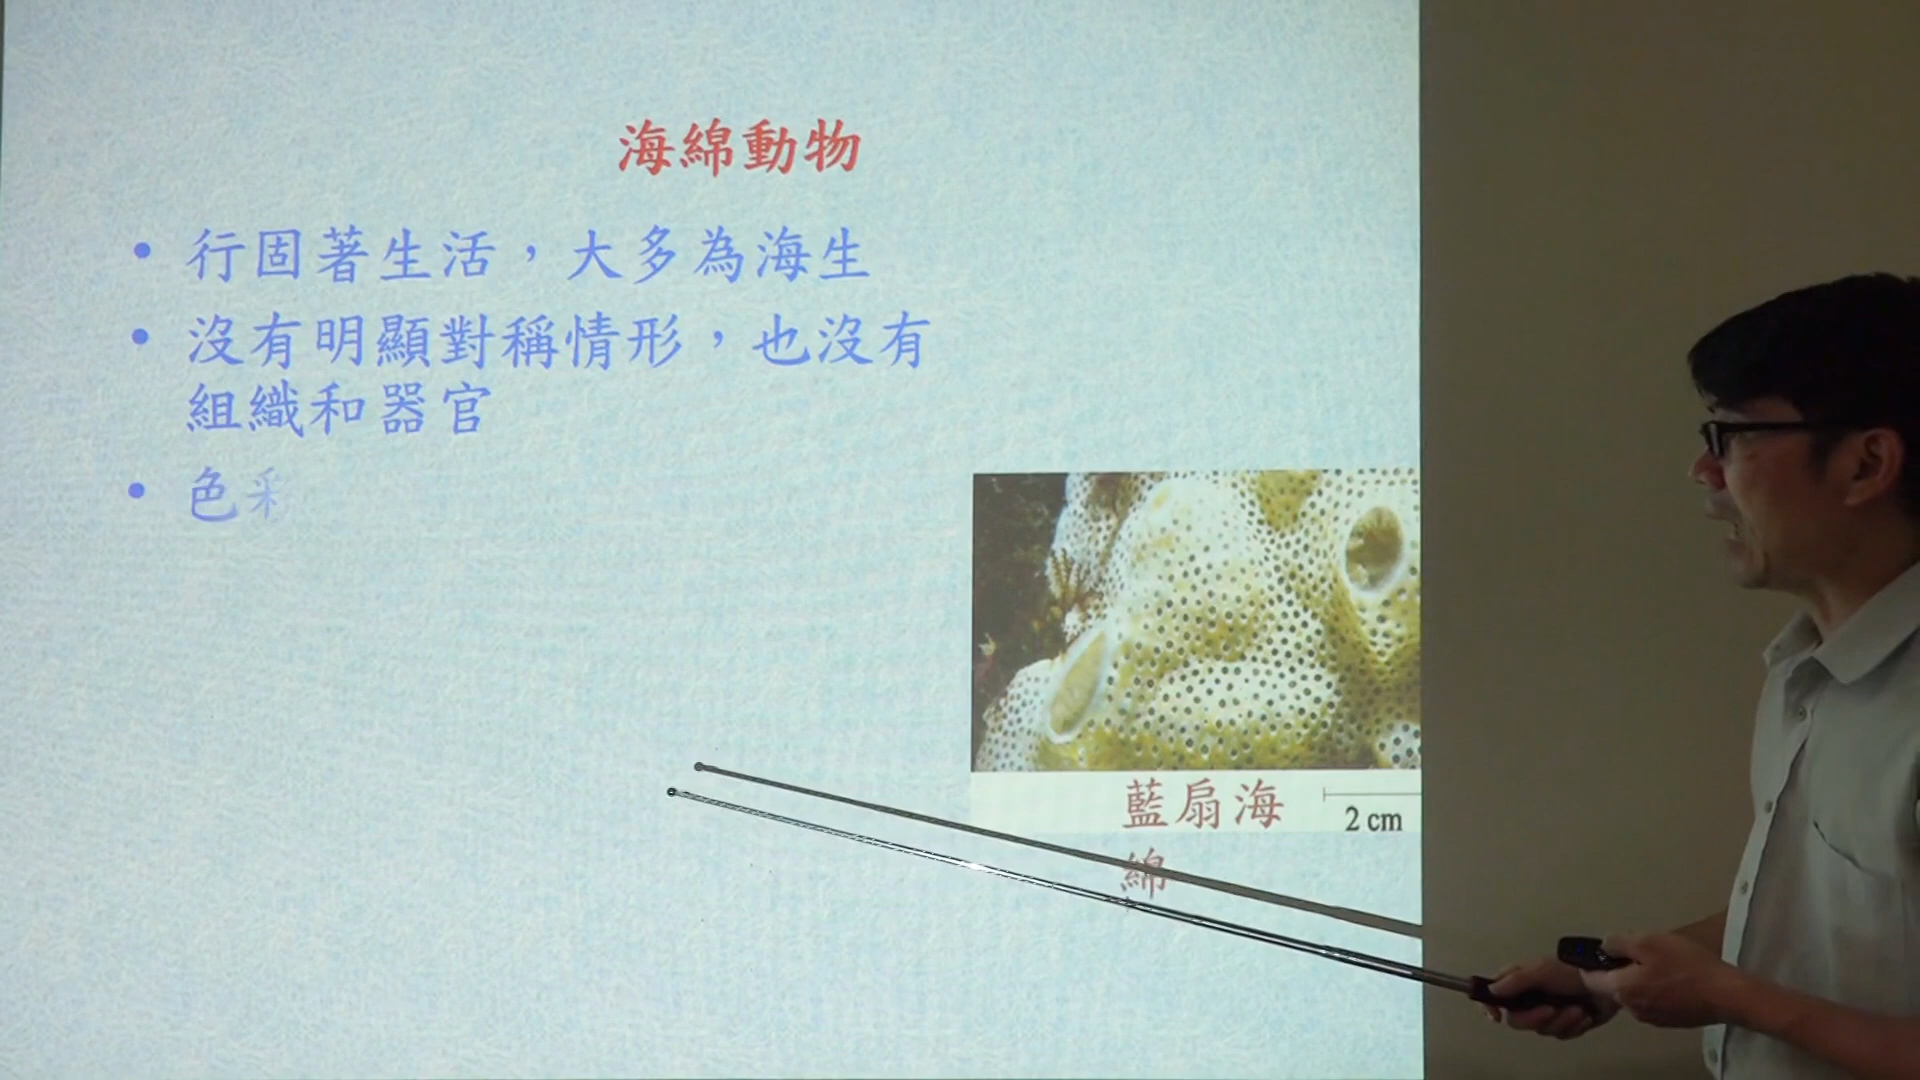 海綿動物
• 行固著生活，大多為海生
• 沒有明顯對稱情形，也沒有
組織和器官
• 色彩
藍扇海
綿
2 cm